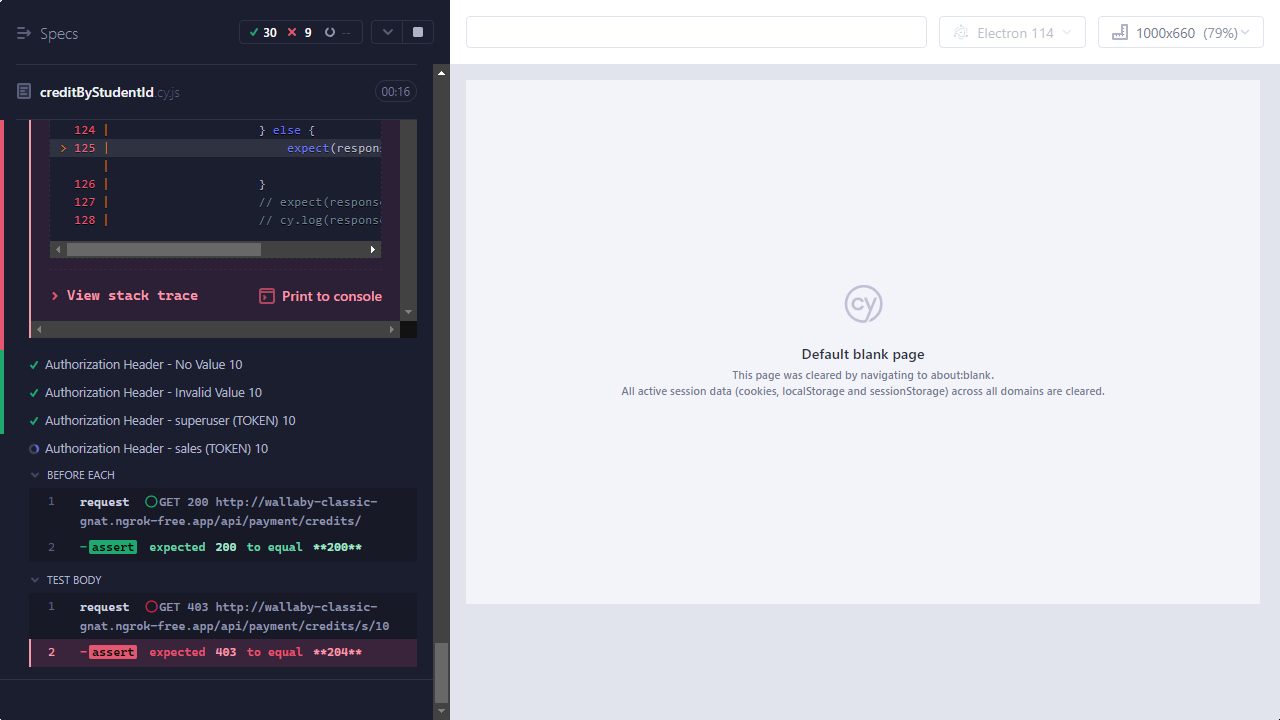 Specs
30 9 --
Electron 114
1000x660 (79%)
creditByStudentId.cy.js
00:16
124 | } else {
> 125 | expect(respons
|
126 | }
127 | // expect(response
128 | // cy.log(response
> View stack trace
Print to console
Authorization Header - No Value 10
Authorization Header - Invalid Value 10
Authorization Header - superuser (TOKEN) 10
Authorization Header - sales (TOKEN) 10
BEFORE EACH
1 request GET 200 http://wallaby-classic-
gnat.ngrok-free.app/api/payment/credits/
2 -assert expected 200 to equal **200**
TEST BODY
1 request GET 403 http://wallaby-classic-
gnat.ngrok-free.app/api/payment/credits/s/10
2 -assert expected 403 to equal **204**
cy
Default blank page
This page was cleared by navigating to about:blank.
All active session data (cookies, localStorage and sessionStorage) across all domains are cleared.